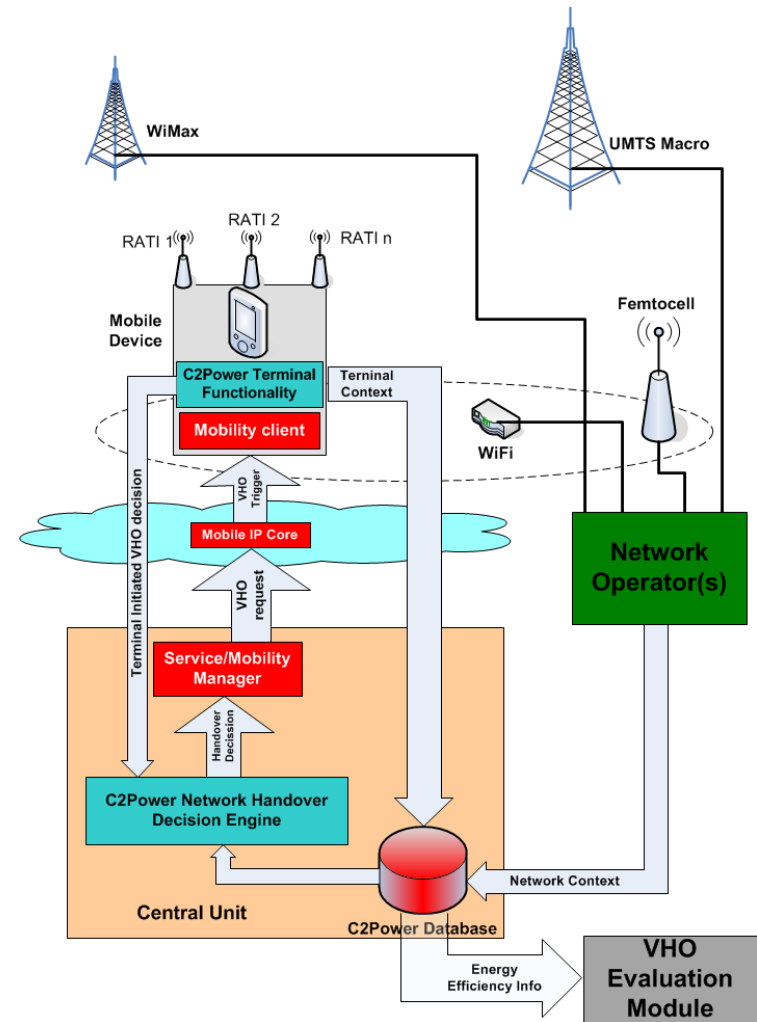 WiMax
UMTS Macro
RATI 1
RATI 2
RATI n
Mobile
Device
Femtocell
C2Power Terminal
Functionality
Terninal
Context
Mobility client
WiFi
VHO
Trigger
Mobile IP Core
Network
Operator(s)
Terminal Initiated VHO decision
VHO
request
Service/Mobility
Manager
Handover
Decission
C2Power Network Handover
Decision Engine
Network Context
Central Unit
C2Power Database
Energy
Efficiency Info
VHO
Evaluation
Module